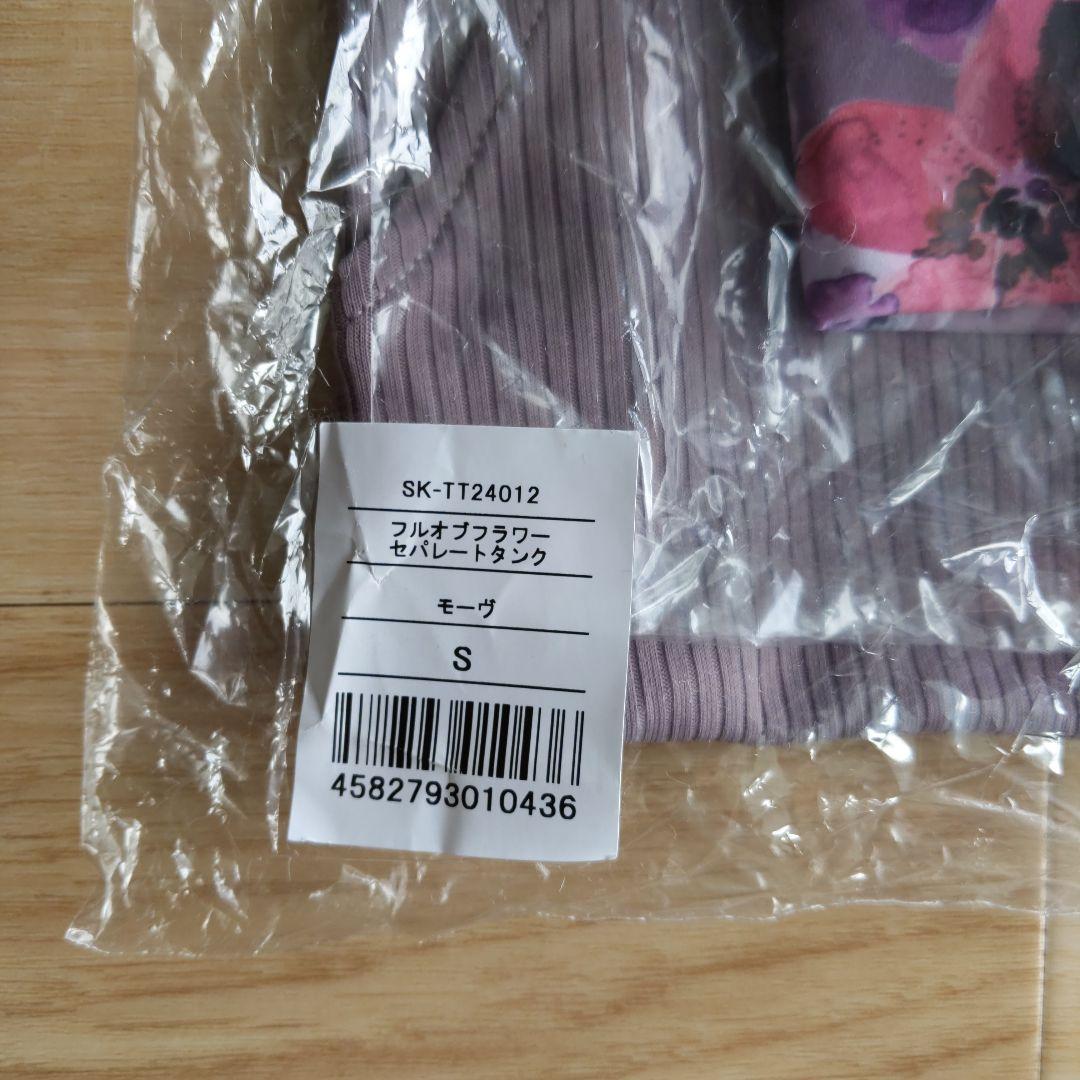 SK-TT24012
フルオブフラワー
セパレートタンク
モーヴ
S
4582793010436